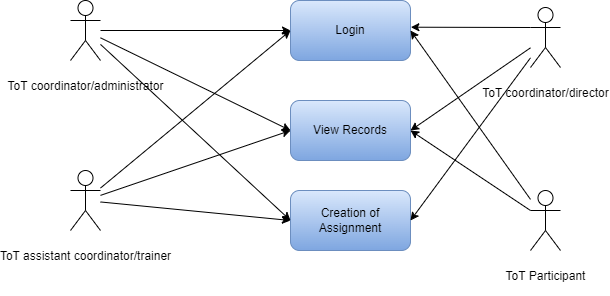 Login
ToT coordinator/administrator
ToT coordinator/director
View Records
Creation of
Assignment
ToT assistant coordinator/trainer
ToT Participant